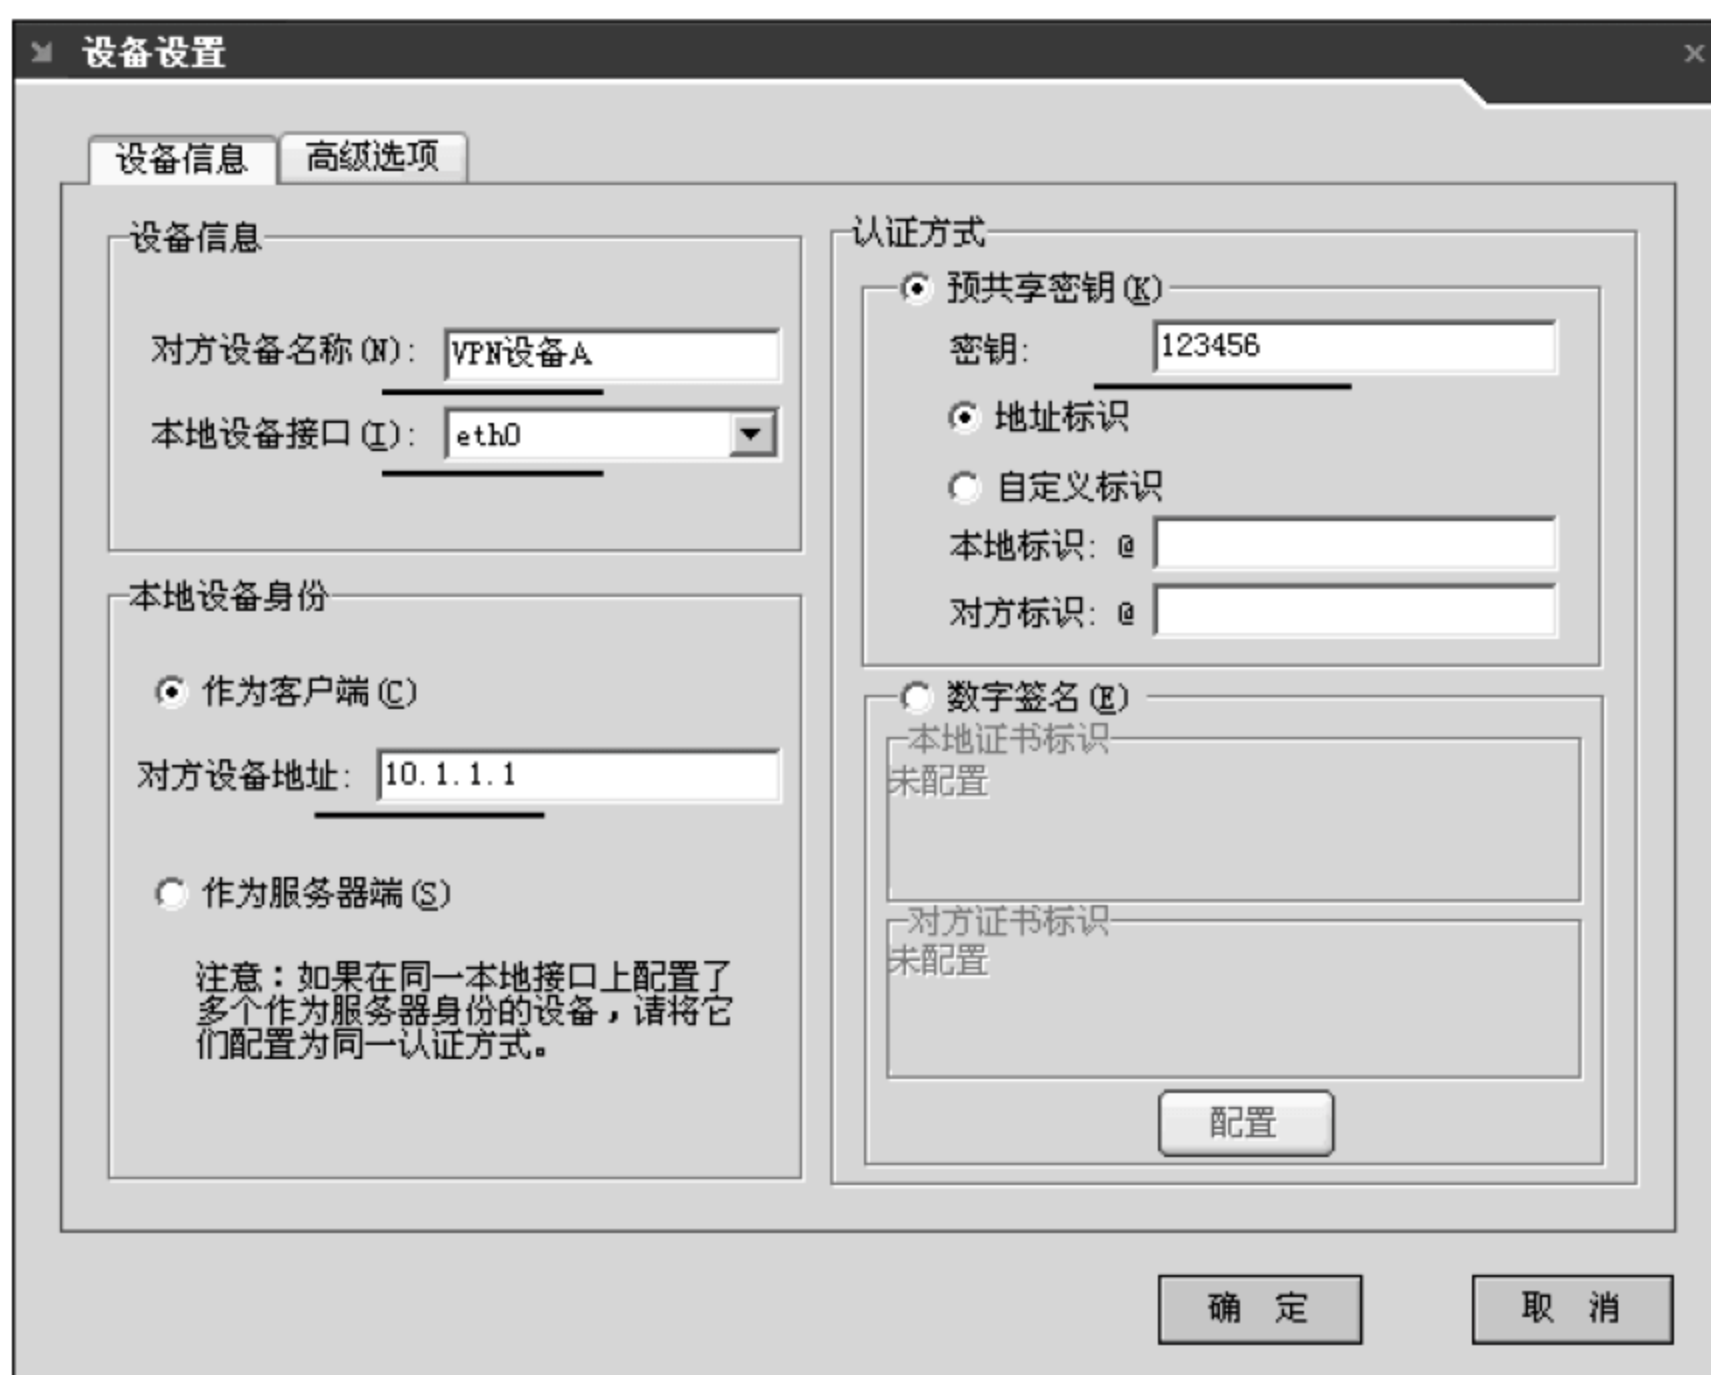 设备设置
设备信息
高级选项
设备信息
对方设备名称(N):
VPN设备A
本地设备接口(I):
eth0
本地设备身份
作为客户端(C)
对方设备地址:
10.1.1.1
作为服务器端(S)
注意:如果在同一本地接口上配置了
多个作为服务器身份的设备,请将它
们配置为同一认证方式。
认证方式
预共享密钥(K)
密钥:
123456
地址标识
自定义标识
本地标识: @
对方标识: @
数字签名(E)
本地证书标识
未配置
对方证书标识
未配置
配置
确 定
取 消